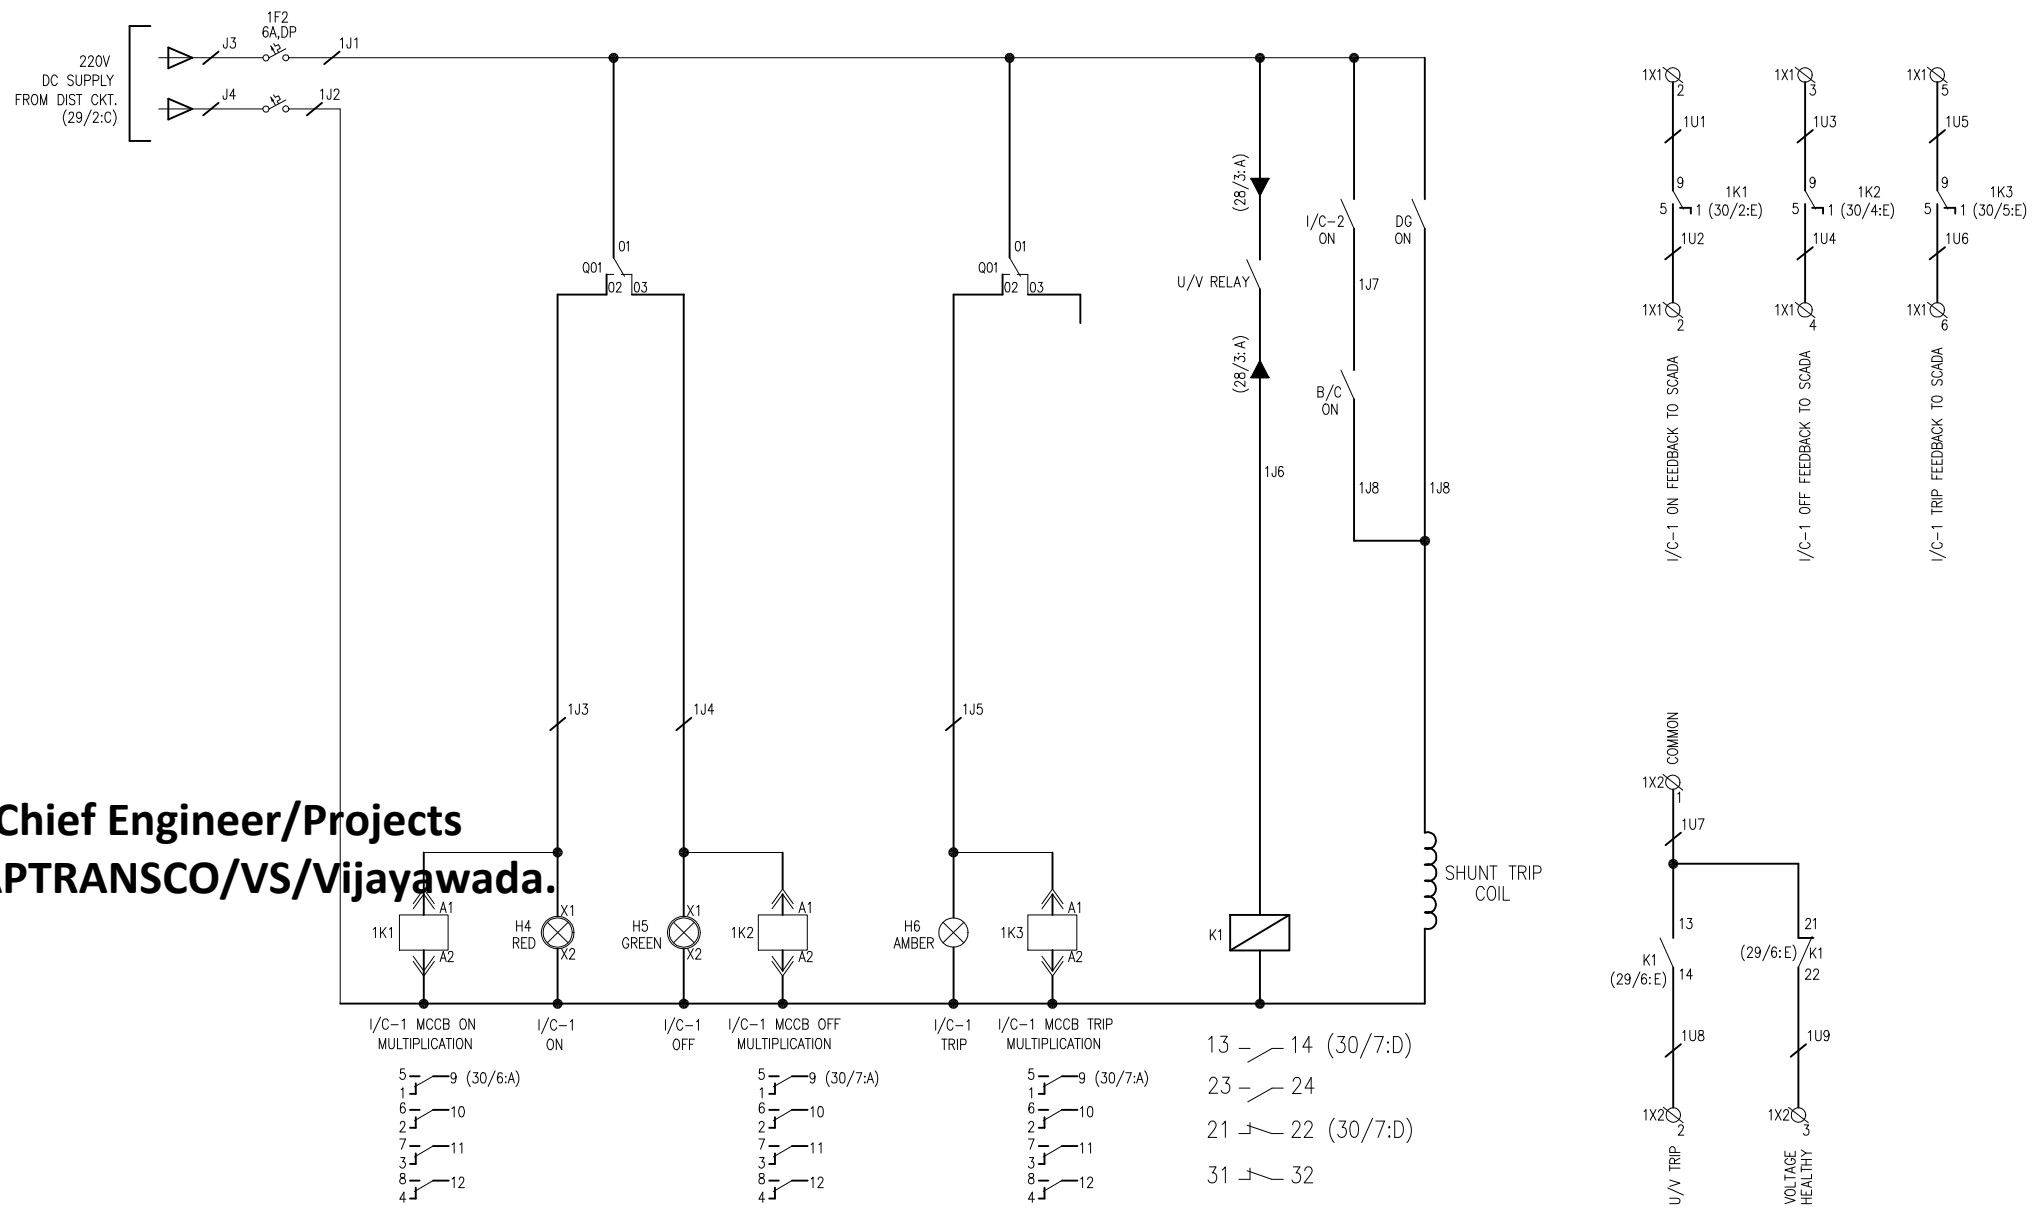 1F2
6A,DP
220V
DC SUPPLY
FROM DIST CKT.
(29/2:C)
J3
1J1
J4
1J2
01
Q01
02 03
01
Q01
02 03
(28/3:A)
U/V RELAY
(28/3:A)
1J6
I/C-2
ON
1J7
B/C
ON
1J8
DG
ON
1J8
1X1
2
1U1
9
1K1
5 1 (30/2:E)
1U2
1X1
2
I/C-1 ON FEEDBACK TO SCADA
1X1
3
1U3
9
1K2
5 1 (30/4:E)
1U4
1X1
4
I/C-1 OFF FEEDBACK TO SCADA
1X1
5
1U5
9
1K3
5 1 (30/5:E)
1U6
1X1
6
I/C-1 TRIP FEEDBACK TO SCADA
1J3
1J4
1J5
Chief Engineer/Projects
PTRANSCO/VS/Vijayawada.
1K1
A1
A2
H4
RED
X1
X2
H5
GREEN
X1
X2
1K2
A1
A2
H6
AMBER
1K3
A1
A2
K1
SHUNT TRIP
COIL
I/C-1 MCCB ON
MULTIPLICATION
I/C-1
ON
I/C-1
OFF
I/C-1 MCCB OFF
MULTIPLICATION
I/C-1
TRIP
I/C-1 MCCB TRIP
MULTIPLICATION
5 9 (30/6:A)
1
6 10
2
7 11
3
8 12
4
5 9 (30/7:A)
1
6 10
2
7 11
3
8 12
4
5 9 (30/7:A)
1
6 10
2
7 11
3
8 12
4
13 14 (30/7:D)
23 24
21 22 (30/7:D)
31 32
COMMON
1X2
1
1U7
13
K1
(29/6:E)
14
1U8
1X2
2
U/V TRIP
21
(29/6:E) K1
22
1U9
1X2
3
VOLTAGE
HEALTHY